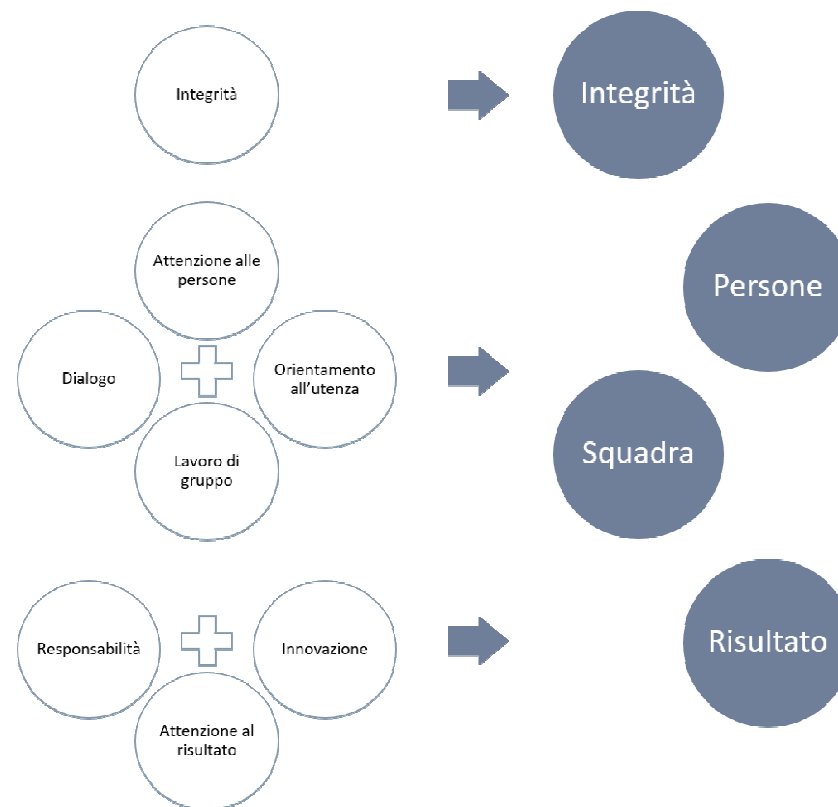 Integrità
Integrità
Attenzione alle
persone
Persone
Dialogo
Orientamento
all'utenza
Lavoro di
gruppo
Squadra
Responsabilità
Innovazione
Risultato
Attenzione al
risultato